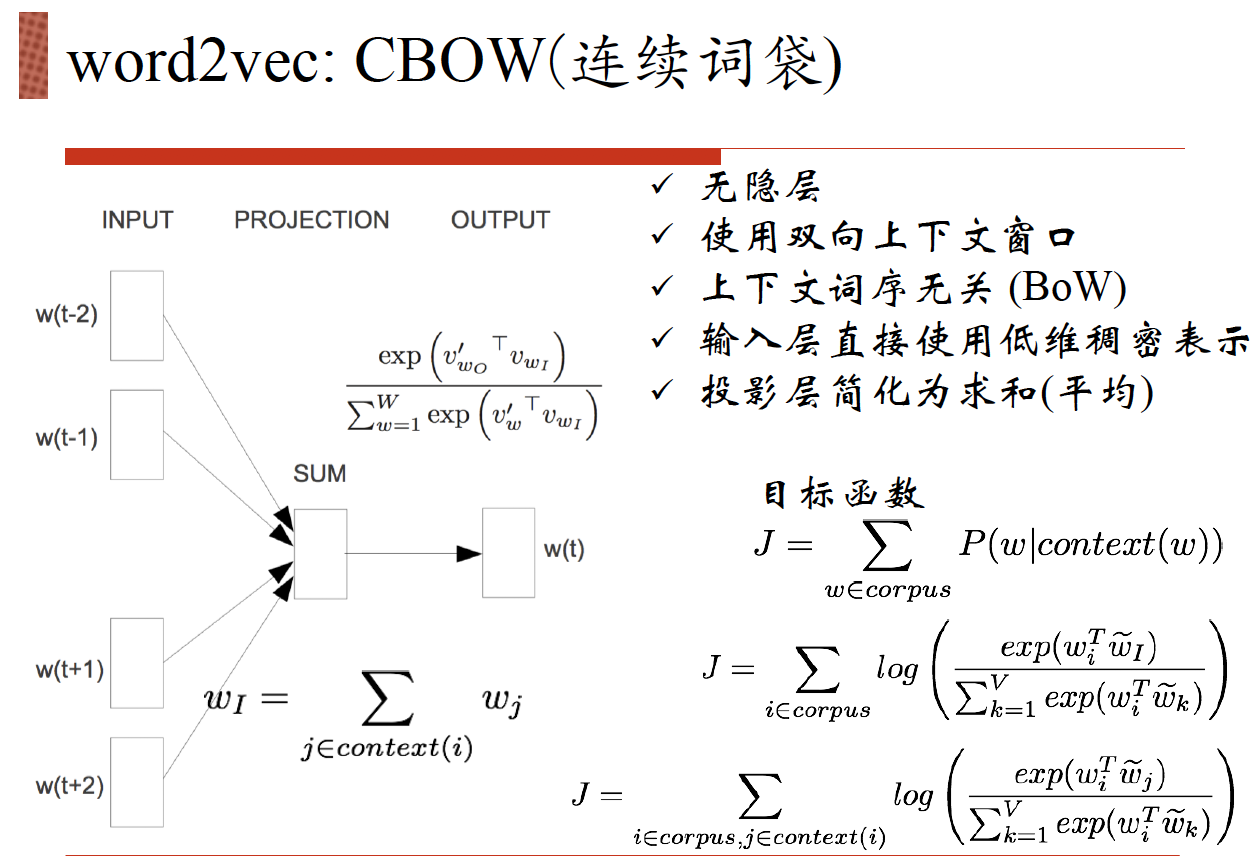 word2vec: CBOW(连续词袋)
INPUT PROJECTION OUTPUT
w(t-2)
w(t-1)
w(t+1)
w(t+2)
SUM
w(t)
\frac{\exp\left({v'_{w_O}}^\top v_{w_I}\right)}{\sum_{w=1}^{W} \exp\left({v'_w}^\top v_{w_I}\right)}
w_I = \sum_{j \in context(i)} w_j
✓ 无隐层
✓ 使用双向上下文窗口
✓ 上下文词序无关 (BoW)
✓ 输入层直接使用低维稠密表示
✓ 投影层简化为求和(平均)
目标函数
J = \sum_{w \in corpus} P(w|context(w))
J = \sum_{i \in corpus} log\left(\frac{exp(w_i^T \widetilde{w}_I)}{\sum_{k=1}^{V} exp(w_i^T \widetilde{w}_k)}\right)
J = \sum_{i \in corpus, j \in context(i)} log\left(\frac{exp(w_i^T \widetilde{w}_j)}{\sum_{k=1}^{V} exp(w_i^T \widetilde{w}_k)}\right)